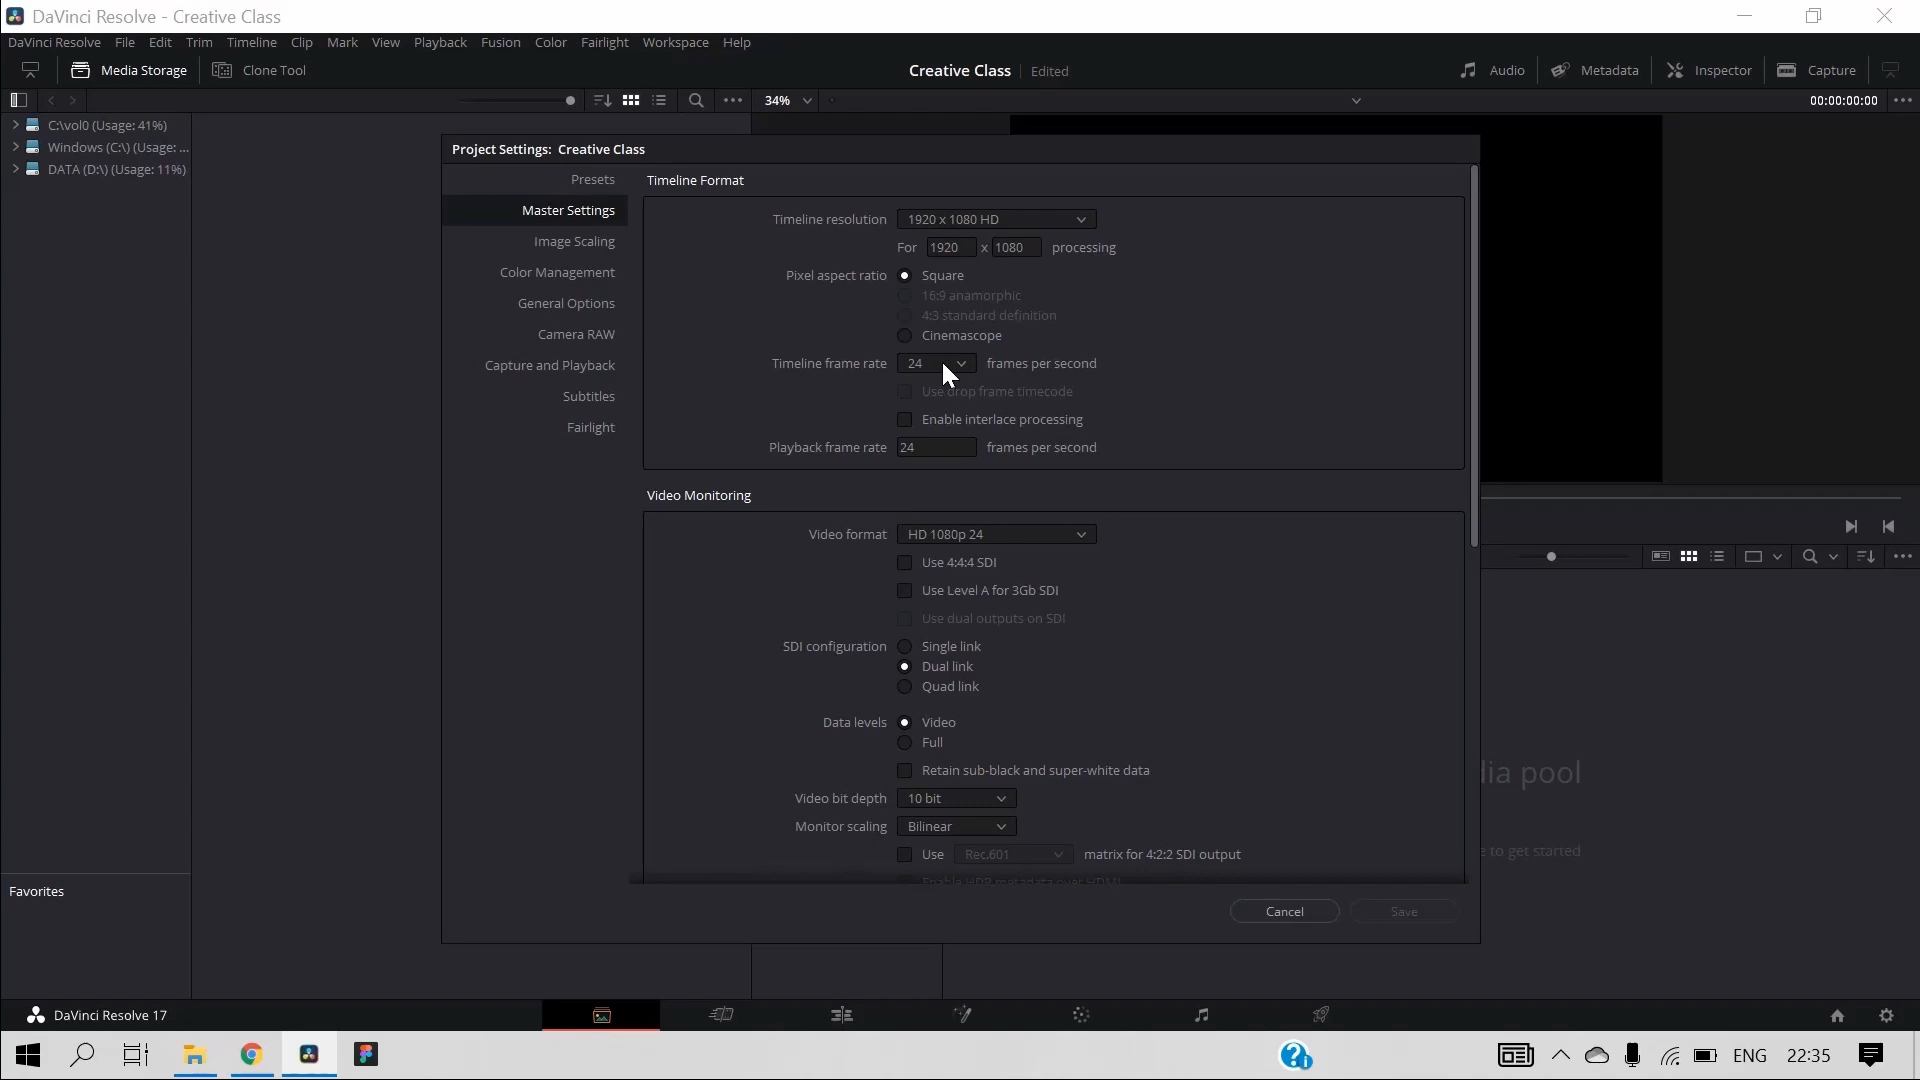 DaVinci Resolve - Creative Class
DaVinci Resolve File Edit Trim Timeline Clip Mark View Playback Fusion Color Fairlight Workspace Help
Media Storage Clone Tool Creative Class Edited Audio Metadata Inspector Capture
34% 00:00:00:00
C:\vol0 (Usage: 41%)
Windows (C:\) (Usage: ...
DATA (D:\) (Usage: 11%)
Project Settings: Creative Class
Presets
Master Settings
Image Scaling
Color Management
General Options
Camera RAW
Capture and Playback
Subtitles
Fairlight
Timeline Format
Timeline resolution 1920 x 1080 HD
For 1920 x 1080 processing
Pixel aspect ratio Square
16:9 anamorphic
4:3 standard definition
Cinemascope
Timeline frame rate 24 frames per second
Use drop frame timecode
Enable interlace processing
Playback frame rate 24 frames per second
Video Monitoring
Video format HD 1080p 24
Use 4:4:4 SDI
Use Level A for 3Gb SDI
Use dual outputs on SDI
SDI configuration Single link
Dual link
Quad link
Data levels Video
Full
Retain sub-black and super-white data
Video bit depth 10 bit
Monitor scaling Bilinear
Use Rec.601 matrix for 4:2:2 SDI output
Enable HDR metadata over HDMI
Cancel Save
dia pool
e to get started
Favorites
DaVinci Resolve 17
ENG 22:35